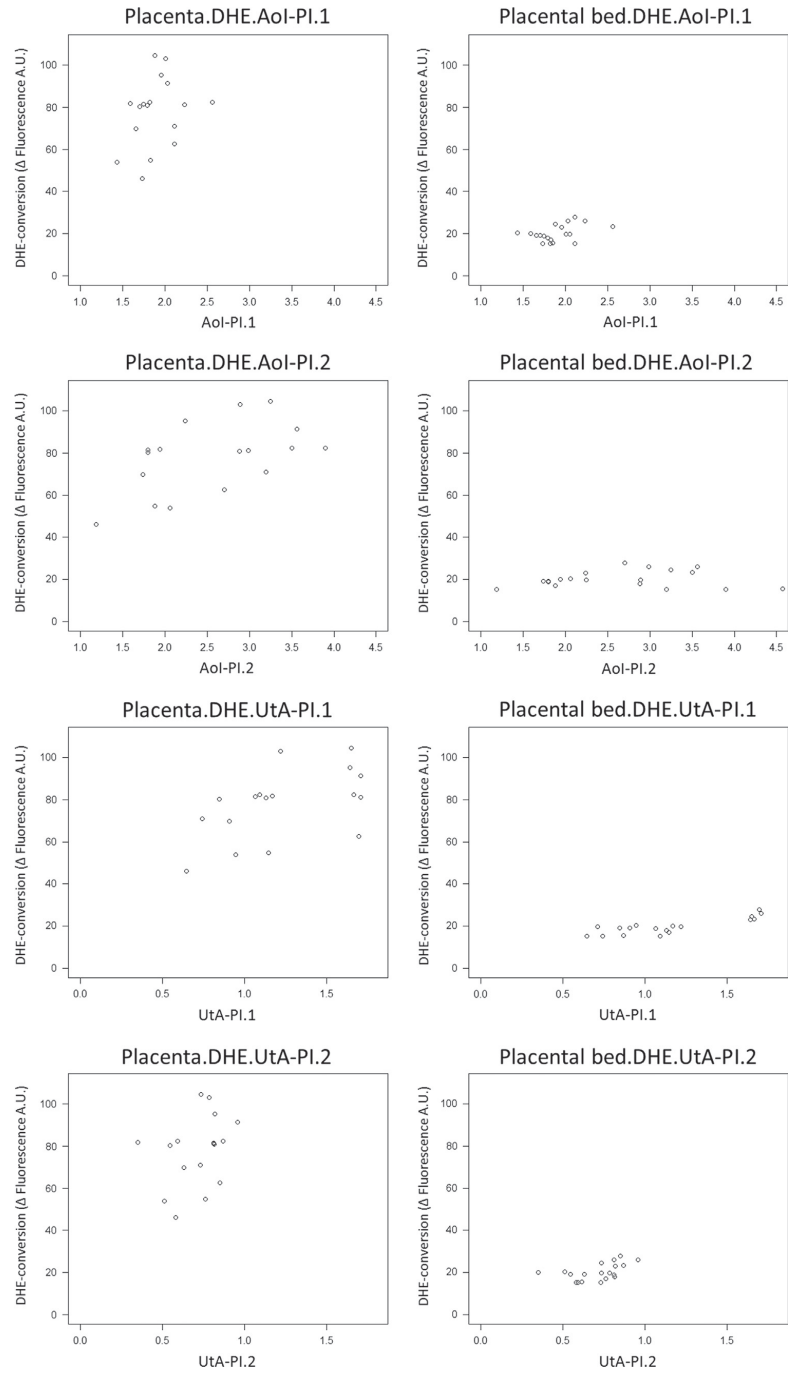 Placenta.DHE.AoI-PI.1
DHE-conversion (Δ Fluorescence A.U.)
100
80
60
40
20
0
1.0 1.5 2.0 2.5 3.0 3.5 4.0 4.5
AoI-PI.1
Placental bed.DHE.AoI-PI.1
DHE-conversion (Δ Fluorescence A.U.)
100
80
60
40
20
0
1.0 1.5 2.0 2.5 3.0 3.5 4.0 4.5
AoI-PI.1
Placenta.DHE.AoI-PI.2
DHE-conversion (Δ Fluorescence A.U.)
100
80
60
40
20
0
1.0 1.5 2.0 2.5 3.0 3.5 4.0 4.5
AoI-PI.2
Placental bed.DHE.AoI-PI.2
DHE-conversion (Δ Fluorescence A.U.)
100
80
60
40
20
0
1.0 1.5 2.0 2.5 3.0 3.5 4.0 4.5
AoI-PI.2
Placenta.DHE.UtA-PI.1
DHE-conversion (Δ Fluorescence A.U.)
100
80
60
40
20
0
0.0 0.5 1.0 1.5
UtA-PI.1
Placental bed.DHE.UtA-PI.1
DHE-conversion (Δ Fluorescence A.U.)
100
80
60
40
20
0
0.0 0.5 1.0 1.5
UtA-PI.1
Placenta.DHE.UtA-PI.2
DHE-conversion (Δ Fluorescence A.U.)
100
80
60
40
20
0
0.0 0.5 1.0 1.5
UtA-PI.2
Placental bed.DHE.UtA-PI.2
DHE-conversion (Δ Fluorescence A.U.)
100
80
60
40
20
0
0.0 0.5 1.0 1.5
UtA-PI.2